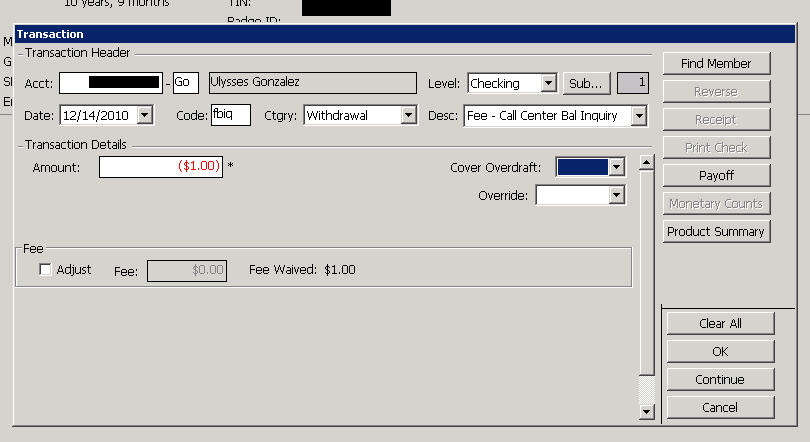 10 years, 9 months
TIN:
Badge ID:
Transaction
Transaction Header
Acct: - Go Ulysses Gonzalez Level: Checking Sub... 1
Date: 12/14/2010 Code: fbiq Ctgry: Withdrawal Desc: Fee - Call Center Bal Inquiry
Transaction Details
Amount: ($1.00) * Cover Overdraft:
Override:
Fee
Adjust Fee: $0.00 Fee Waived: $1.00
Find Member
Reverse
Receipt
Print Check
Payoff
Monetary Counts
Product Summary
Clear All
OK
Continue
Cancel